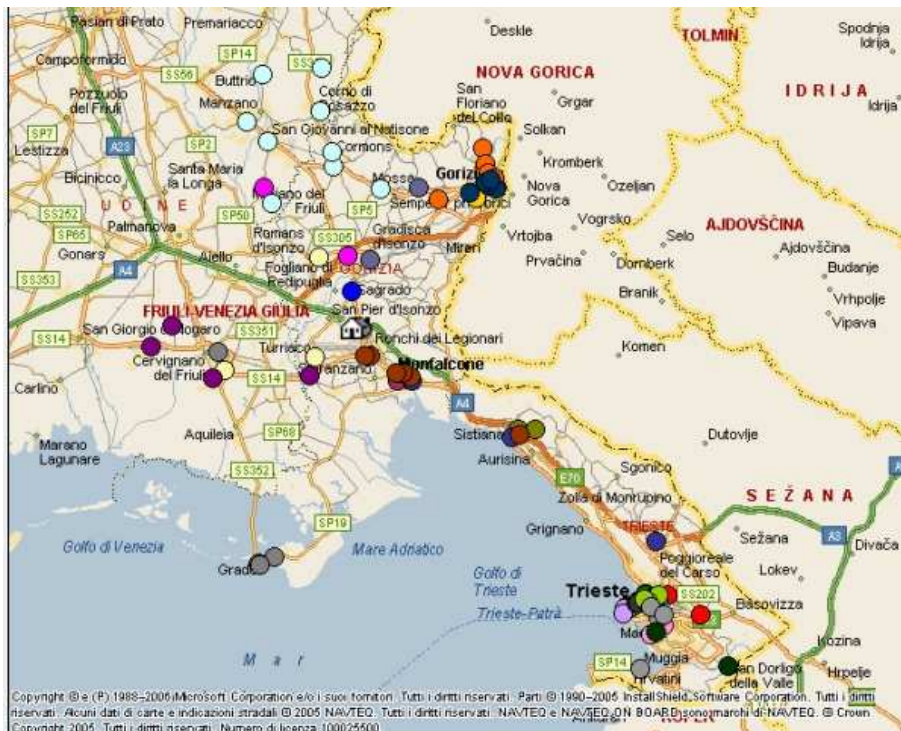 Pasian di Prato
Premariacco
Deskle
TOLMIN
Spodnja
Idrija
Campoformido
SP14
SS56
Buttrio
NOVA GORICA
IDRIJA
Pozzuolo
del Friuli
Manzano
Corno di
San
Floriano
del Collo
Grgar
Idrija
SP7
A23
SP2
San Giovanni al Natisone
Solkan
Lestizza
Santa Maria
la Longa
Cormons
Kromberk
Bicinicco
Mossa
Nova
Gorica
Ozeljan
UDINE
SS252
SP50
SP5
Palmanova
Romans
d'Isonzo
SS305
Gradisca
d'Isonzo
Vrtojba
Vogrsko
AJDOVŠČINA
SP65
Gonars
Aiello
Miren
Selo
Ajdovščina
SS353
A4
Fogliano
Redipuglia
GORIZIA
Prvačina
Dornberk
Budanje
Branik
Vrhpolje
FRIULI-VENEZIA GIULIA
San Pier d'Isonzo
Vipava
SS14
SS351
Ronchi dei Legionari
Komen
Cervignano
del Friuli
Turriaco
Monfalcone
Carlino
SS14
A4
Marano
Lagunare
Aquileia
SP68
Sistiana
Dutovlje
SS352
Aurisina
Sgonico
E70
Zolla di Monrupino
SEŽANA
SP19
Grignano
TRIESTE
Golfo di Venezia
Mare Adriatico
Sežana
A3
Divača
Poggioreale
del Carso
Golfo di
Trieste
Lokev
Trieste
SS202
Trieste-Patrà
Basovizza
Kozina
Mar
Muggia
SP14
Hrvatini
San Dorligo
della Valle
Hrpelje
Copyright © e (P) 1988–2006 Microsoft Corporation e/o i suoi fornitori. Tutti i diritti riservati. Parti © 1990–2005 InstallShield Software Corporation. Tutti i diritti
riservati. Alcuni dati di carte e indicazioni stradali © 2005 NAVTEQ. Tutti i diritti riservati. NAVTEQ e NAVTEQ ON BOARD sono marchi di NAVTEQ. © Crown
Copyright 2005. Tutti i diritti riservati. Numero di licenza 100025500.